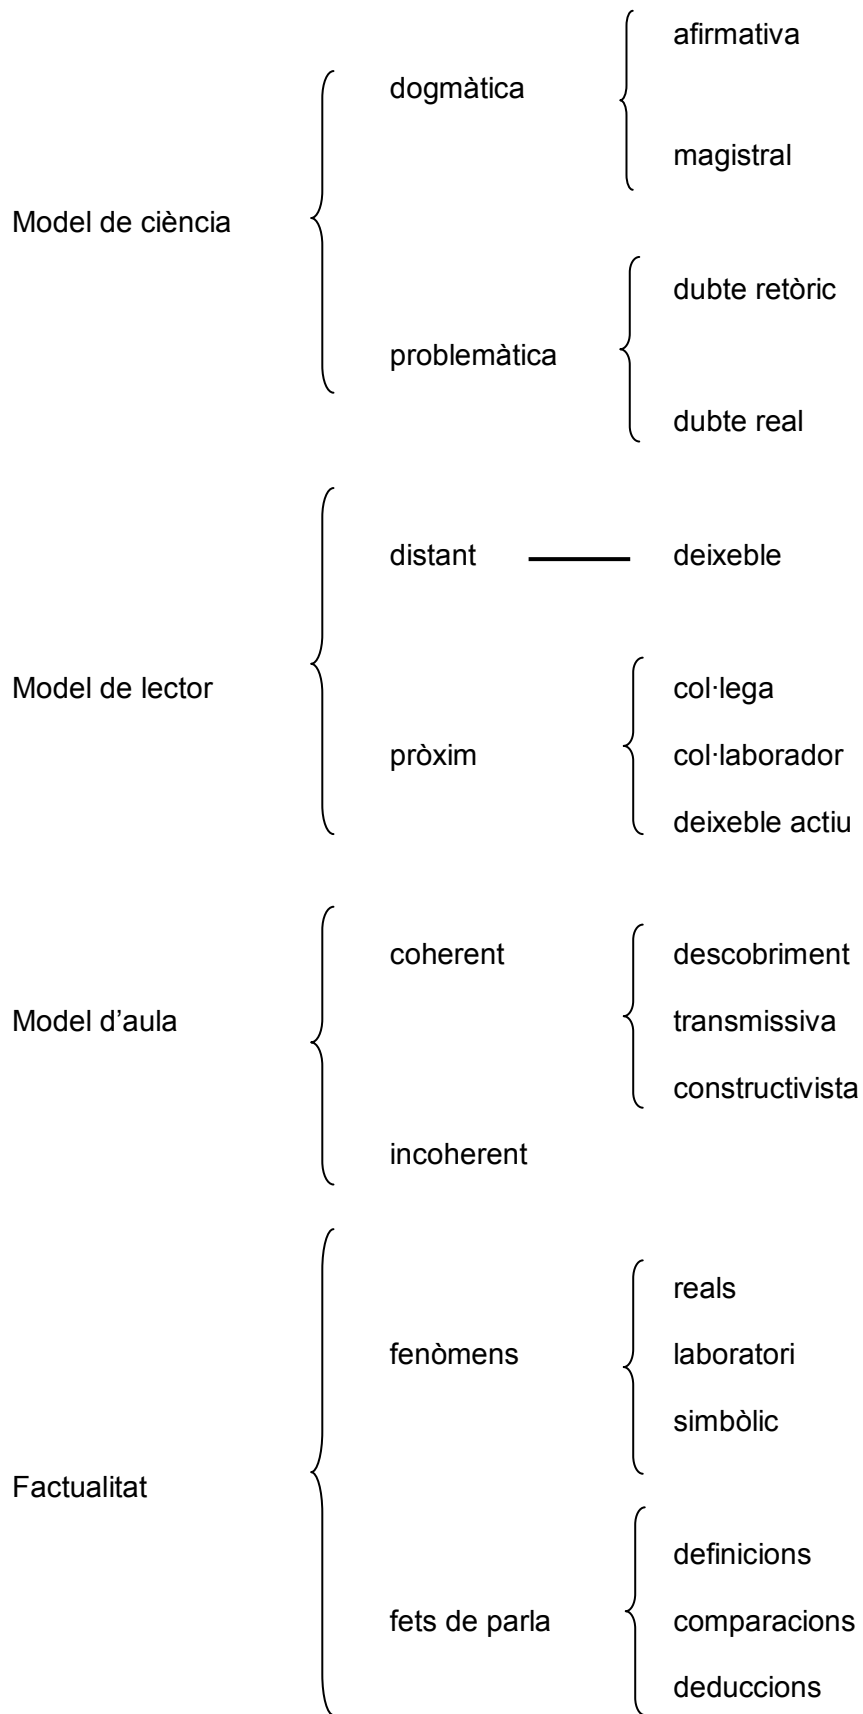 afirmativa
dogmàtica
magistral
Model de ciència
dubte retòric
problemàtica
dubte real
distant deixeble
Model de lector col·lega
pròxim col·laborador
deixeble actiu
coherent descobriment
Model d’aula transmissiva
constructivista
incoherent
reals
fenòmens laboratori
simbòlic
Factualitat
definicions
fets de parla comparacions
deduccions